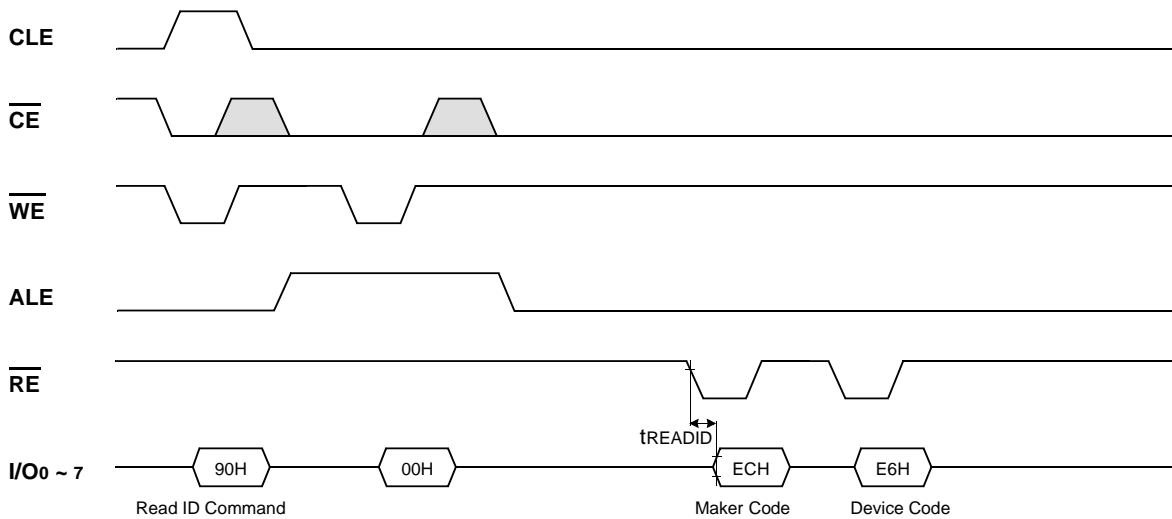 CLE
CE
WE
ALE
RE
tREADID
I/O0 ~ 7
90H
00H
ECH
E6H
Read ID Command
Maker Code
Device Code